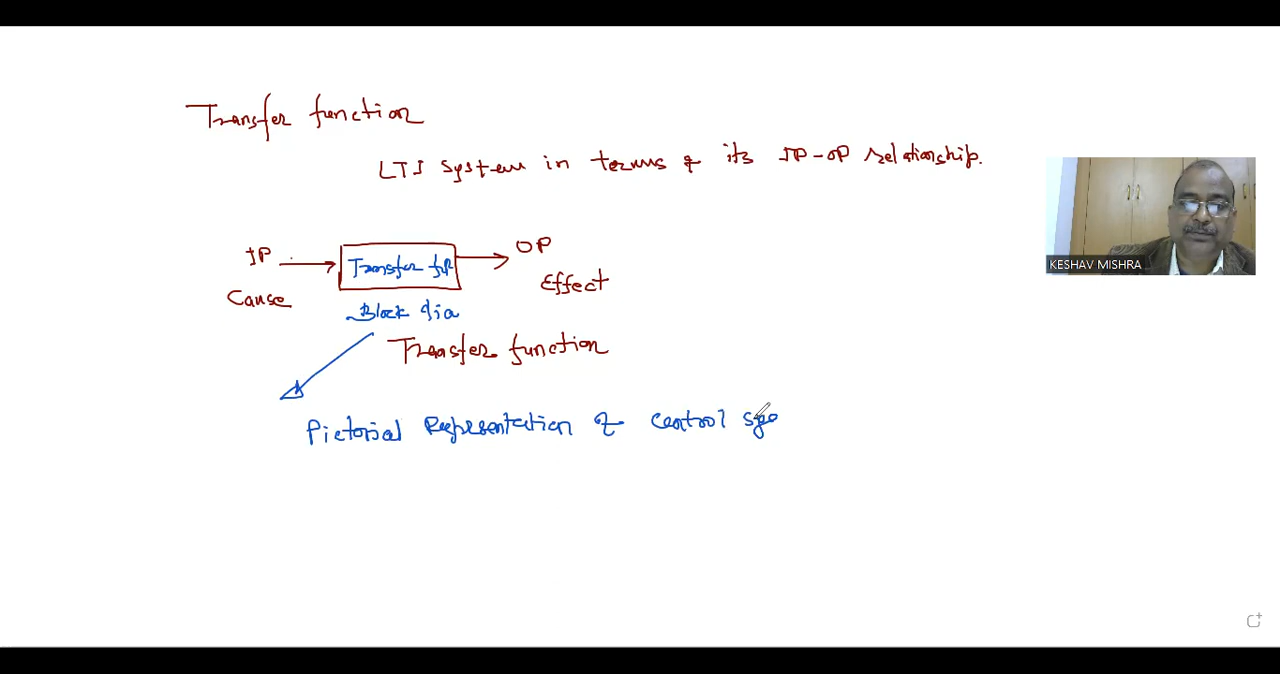 Transfer function
LTI system in terms of its IP-OP relationship.
IP
Transfer fn
OP
Cause
Effect
Block dia
Transfer function
Pictorial Representation of control
KESHAV MISHRA